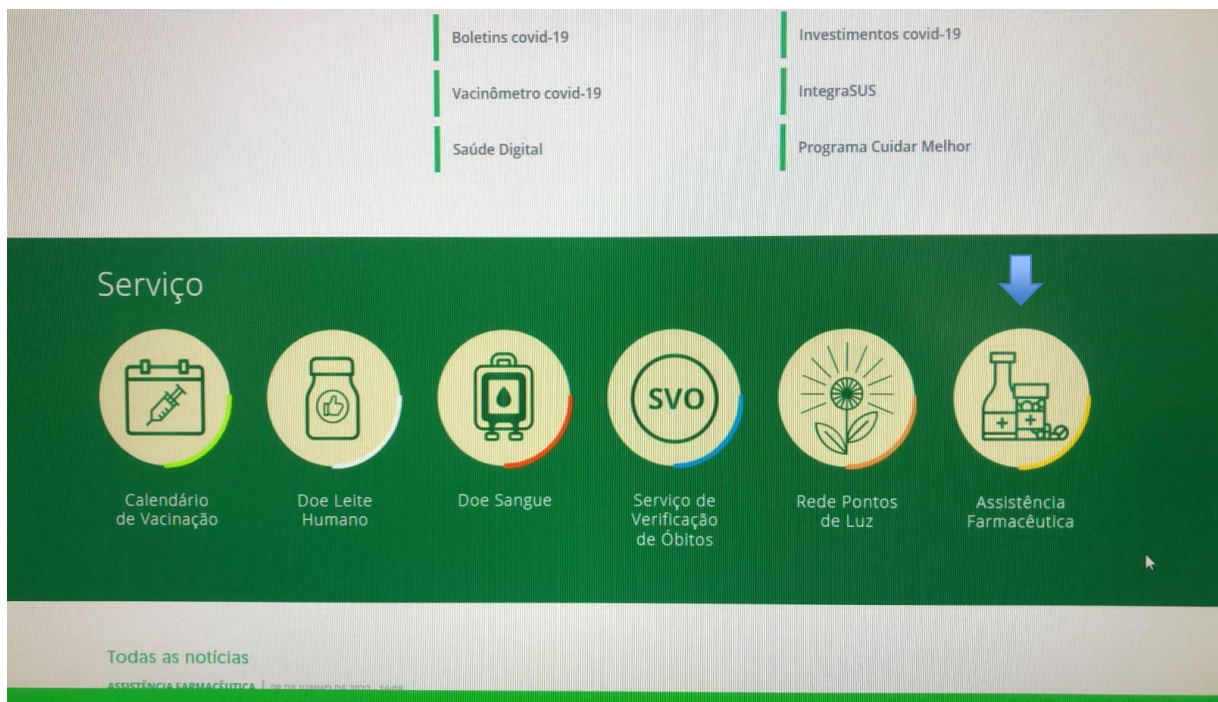 Boletins covid-19
Investimentos covid-19
Vacinômetro covid-19
IntegraSUS
Saúde Digital
Programa Cuidar Melhor
Serviço
SVO
Calendário
de Vacinação
Doe Leite
Humano
Doe Sangue
Serviço de
Verificação
de Óbitos
Rede Pontos
de Luz
Assistência
Farmacêutica
Todas as notícias
ASSISTÊNCIA FARMACÊUTICA